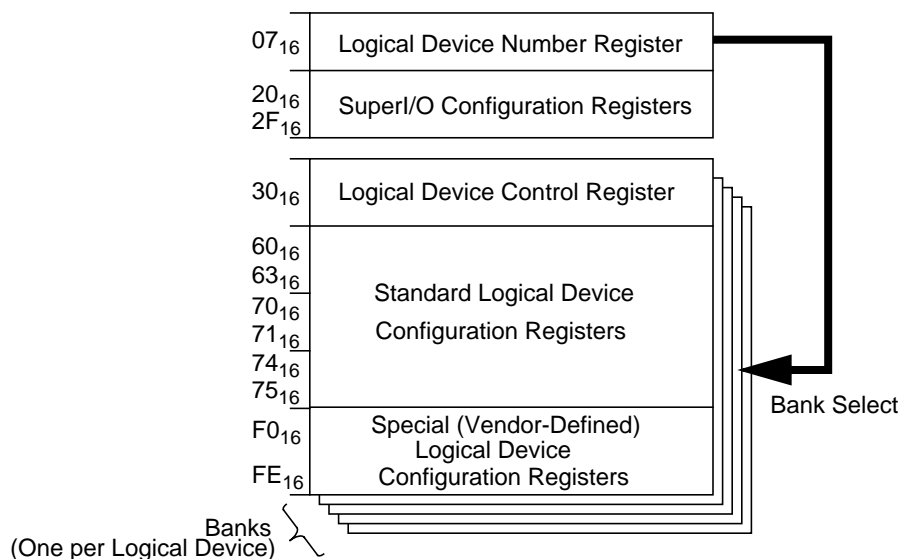 07₁₆ Logical Device Number Register
20₁₆
2F₁₆
SuperI/O Configuration Registers
30₁₆ Logical Device Control Register
60₁₆
63₁₆
70₁₆
71₁₆
74₁₆
75₁₆
Standard Logical Device
Configuration Registers
Bank Select
F0₁₆
FE₁₆
Special (Vendor-Defined)
Logical Device
Configuration Registers
Banks
(One per Logical Device)